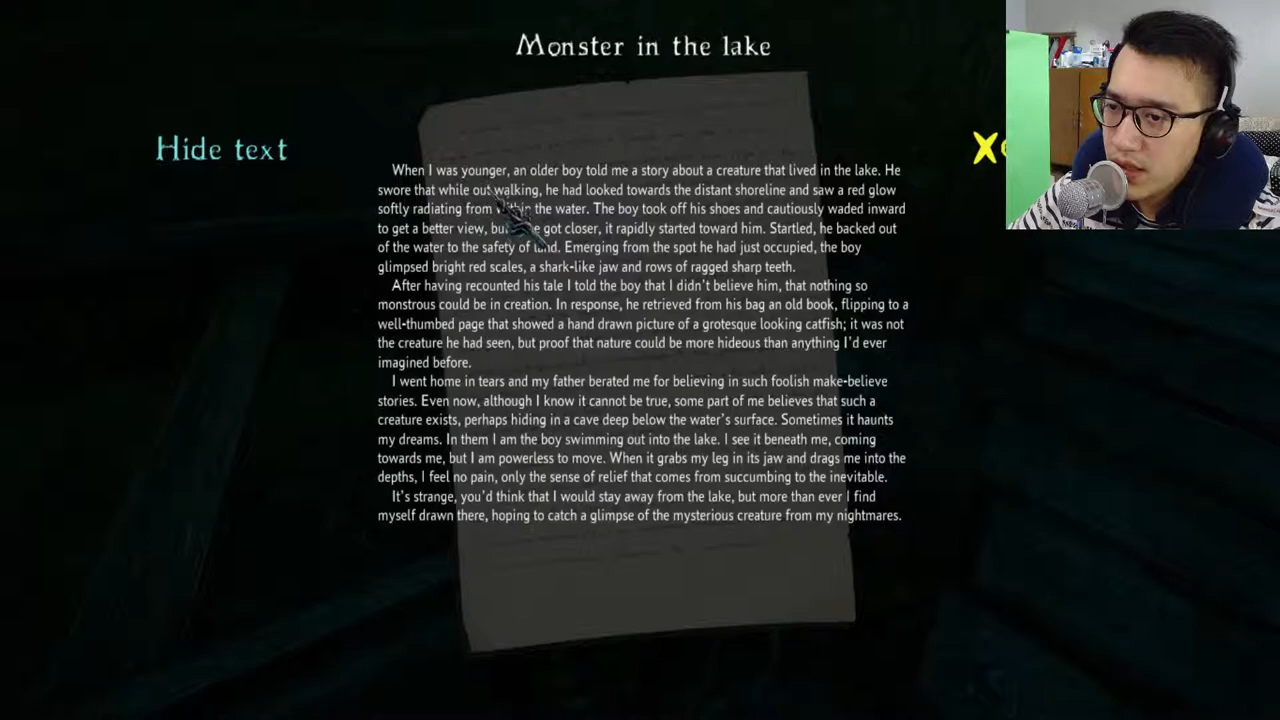 Monster in the lake
Hide text
When I was younger, an older boy told me a story about a creature that lived in the lake. He
swore that while out walking, he had looked towards the distant shoreline and saw a red glow
softly radiating from within the water. The boy took off his shoes and cautiously waded inward
to get a better view, but he got closer, it rapidly started toward him. Startled, he backed out
of the water to the safety of land. Emerging from the spot he had just occupied, the boy
glimpsed bright red scales, a shark-like jaw and rows of ragged sharp teeth.
After having recounted his tale I told the boy that I didn't believe him, that nothing so
monstrous could be in creation. In response, he retrieved from his bag an old book, flipping to a
well-thumbed page that showed a hand drawn picture of a grotesque looking catfish; it was not
the creature he had seen, but proof that nature could be more hideous than anything I'd ever
imagined before.
I went home in tears and my father berated me for believing in such foolish make-believe
stories. Even now, although I know it cannot be true, some part of me believes that such a
creature exists, perhaps hiding in a cave deep below the water's surface. Sometimes it haunts
my dreams. In them I am the boy swimming out into the lake. I see it beneath me, coming
towards me, but I am powerless to move. When it grabs my leg in its jaw and drags me into the
depths, I feel no pain, only the sense of relief that comes from succumbing to the inevitable.
It's strange, you'd think that I would stay away from the lake, but more than ever I find
myself drawn there, hoping to catch a glimpse of the mysterious creature from my nightmares.